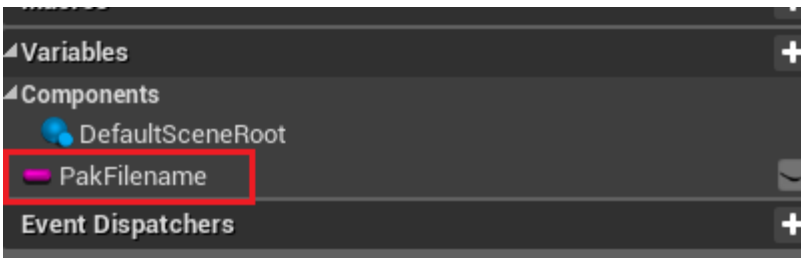 Variables
Components
DefaultSceneRoot
PakFilename
Event Dispatchers